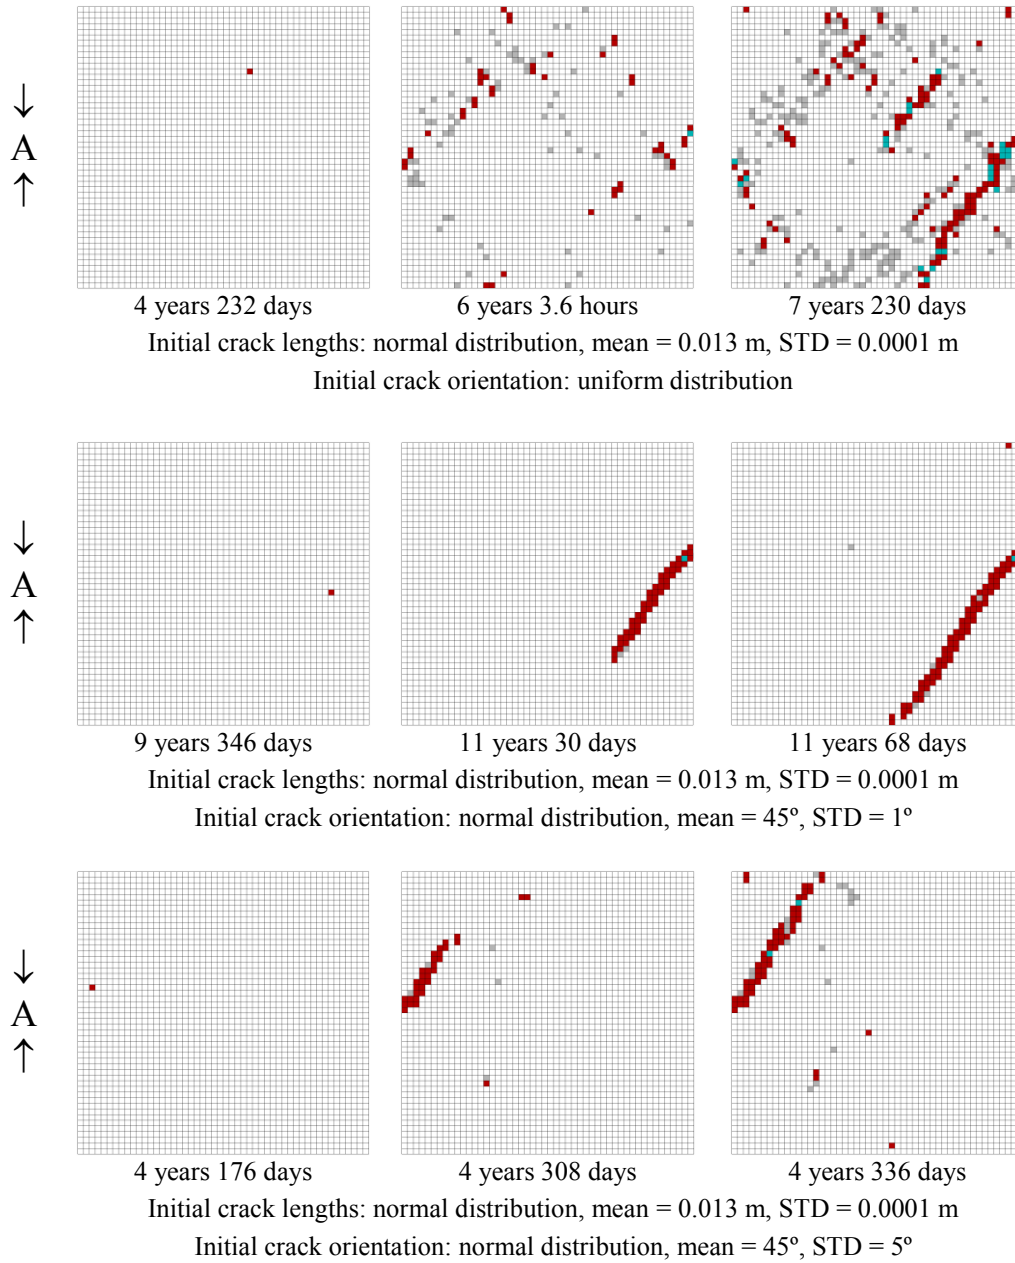 ↓
A
↑
4 years 232 days 6 years 3.6 hours 7 years 230 days
Initial crack lengths: normal distribution, mean = 0.013 m, STD = 0.0001 m
Initial crack orientation: uniform distribution
↓
A
↑
9 years 346 days 11 years 30 days 11 years 68 days
Initial crack lengths: normal distribution, mean = 0.013 m, STD = 0.0001 m
Initial crack orientation: normal distribution, mean = 45º, STD = 1º
↓
A
↑
4 years 176 days 4 years 308 days 4 years 336 days
Initial crack lengths: normal distribution, mean = 0.013 m, STD = 0.0001 m
Initial crack orientation: normal distribution, mean = 45º, STD = 5º